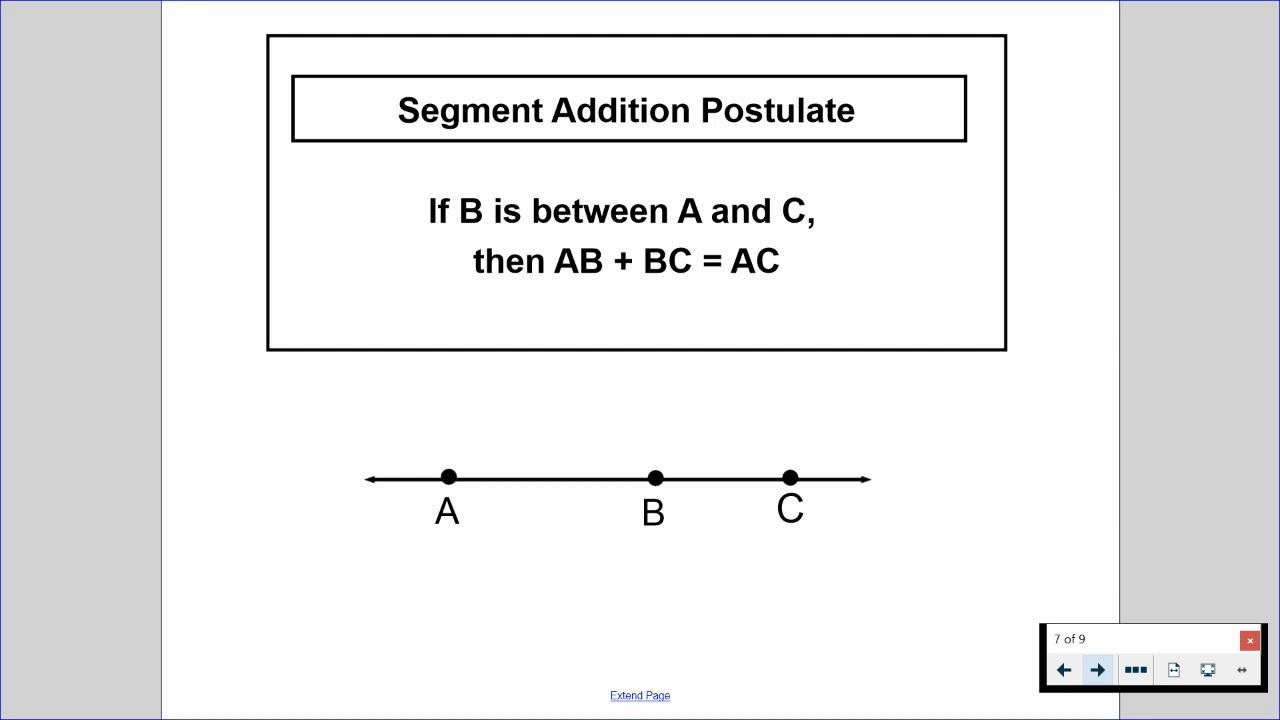 Segment Addition Postulate
If B is between A and C,
then AB + BC = AC
A B C
7 of 9
Extend Page